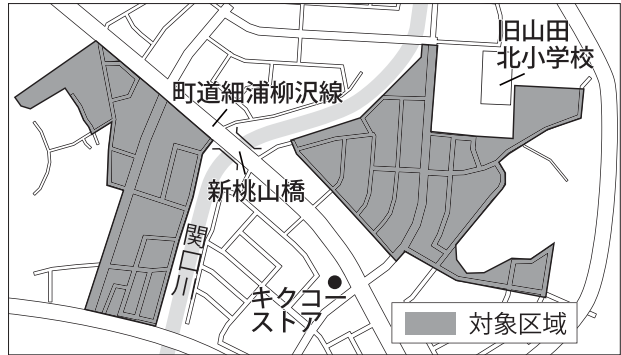 旧山田
北小学校
町道細浦柳沢線
新桃山橋
関口川
キクコー
ストア
対象区域